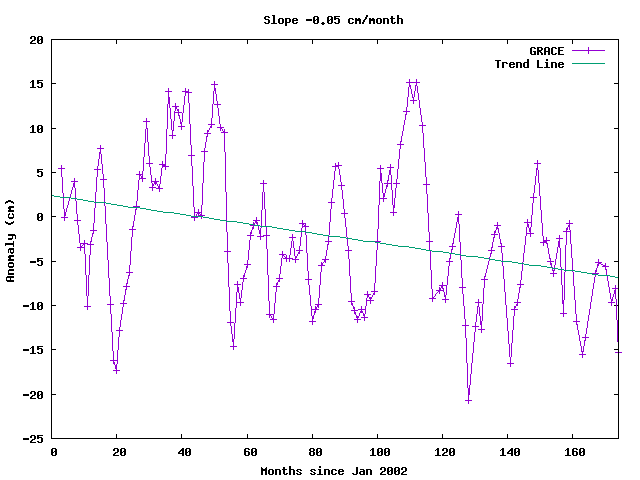 Slope -0.05 cm/month
GRACE
Trend Line
20
15
10
5
0
-5
-10
-15
-20
-25
Anomaly (cm)
0 20 40 60 80 100 120 140 160
Months since Jan 2002